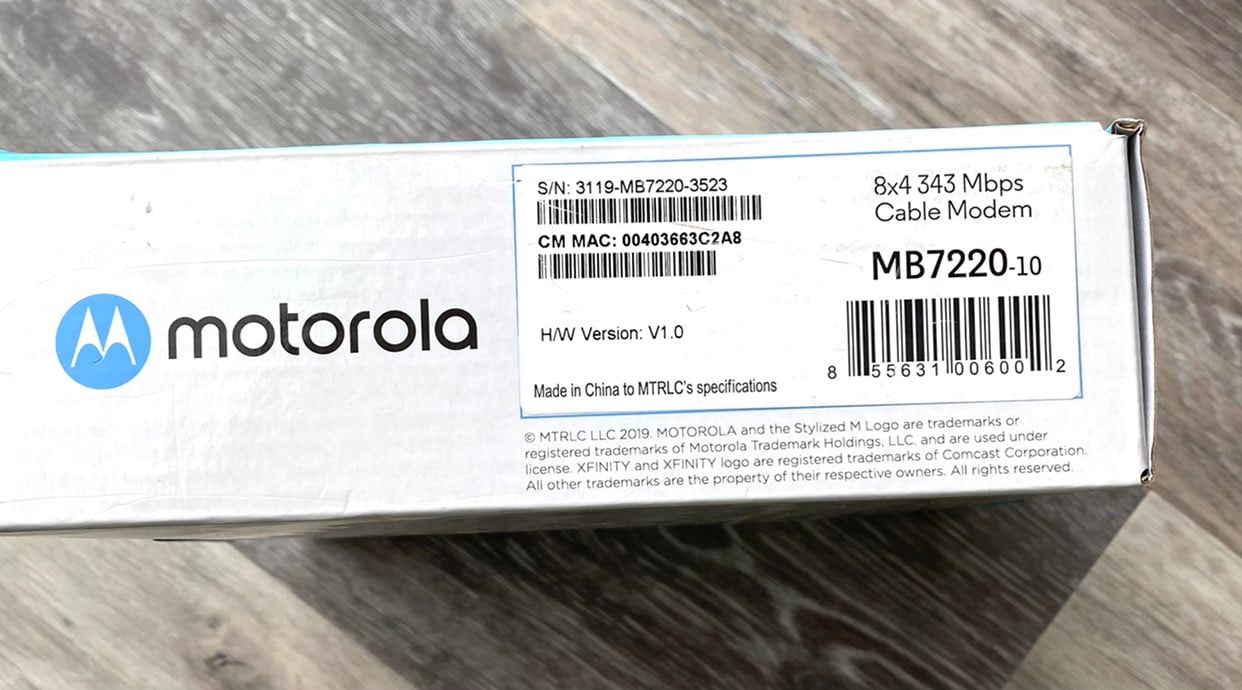 motorola
S/N: 3119-MB7220-3523
CM MAC: 00403663C2A8
H/W Version: V1.0
Made in China to MTRLC's specifications
8x4 343 Mbps
Cable Modem
MB7220-10
8 55631 00600 2
© MTRLC LLC 2019. MOTOROLA and the Stylized M Logo are trademarks or
registered trademarks of Motorola Trademark Holdings, LLC. and are used under
license. XFINITY and XFINITY logo are registered trademarks of Comcast Corporation.
All other trademarks are the property of their respective owners. All rights reserved.